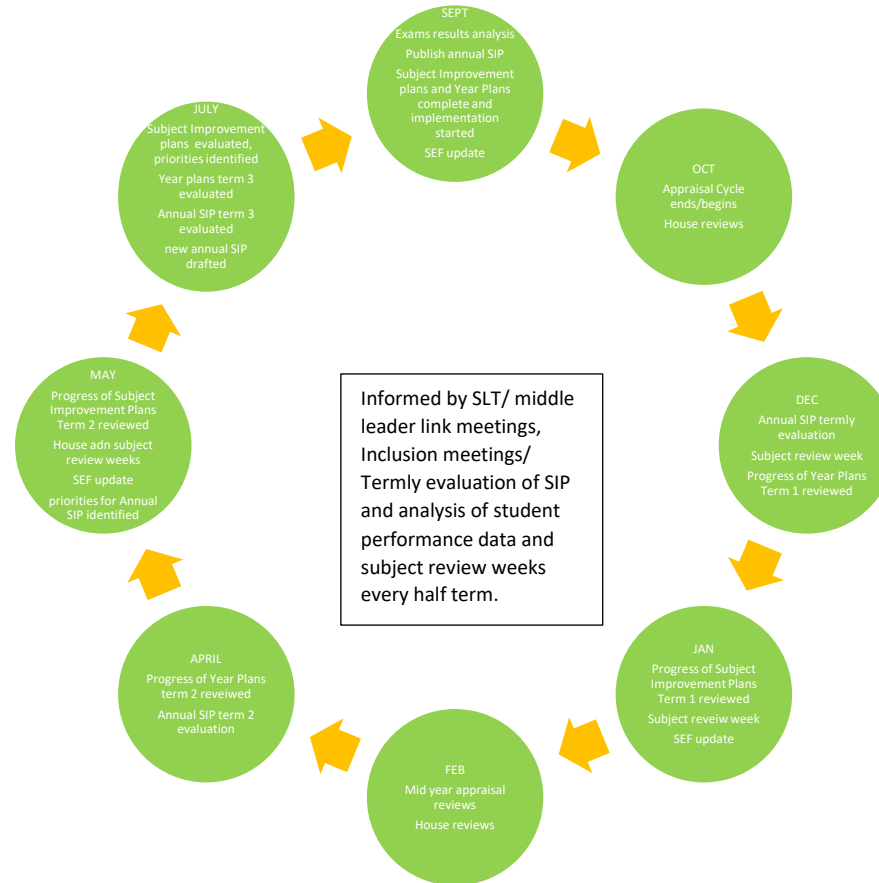 SEPT
Exams results analysis
Publish annual SIP
Subject Improvement
plans and Year Plans
complete and
implementation
started
SEF update
OCT
Appraisal Cycle
ends/begins
House reviews
DEC
Annual SIP termly
evaluation
Subject review week
Progress of Year Plans
Term 1 reviewed
JAN
Progress of Subject
Improvement Plans
Term 1 reviewed
Subject reveiw week
SEF update
FEB
Mid year appraisal
reviews
House reviews
APRIL
Progress of Year Plans
term 2 reveiwed
Annual SIP term 2
evaluation
MAY
Progress of Subject
Improvement Plans
Term 2 reviewed
House adn subject
review weeks
SEF update
priorities for Annual
SIP identified
JULY
Subject Improvement
plans evaluated,
priorities identified
Year plans term 3
evaluated
Annual SIP term 3
evaluated
new annual SIP
drafted
Informed by SLT/ middle
leader link meetings,
Inclusion meetings/
Termly evaluation of SIP
and analysis of student
performance data and
subject review weeks
every half term.